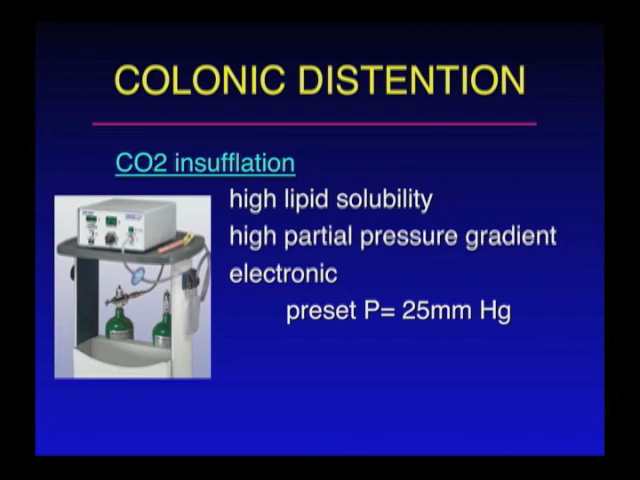 COLONIC DISTENTION
CO2 insufflation
high lipid solubility
high partial pressure gradient
electronic
preset P= 25mm Hg